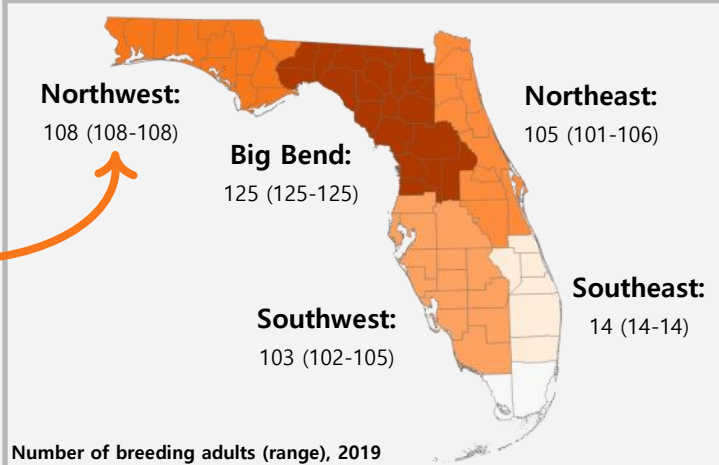 Northwest:
108 (108-108)
Big Bend:
125 (125-125)
Northeast:
105 (101-106)
Southwest:
103 (102-105)
Southeast:
14 (14-14)
Number of breeding adults (range), 2019